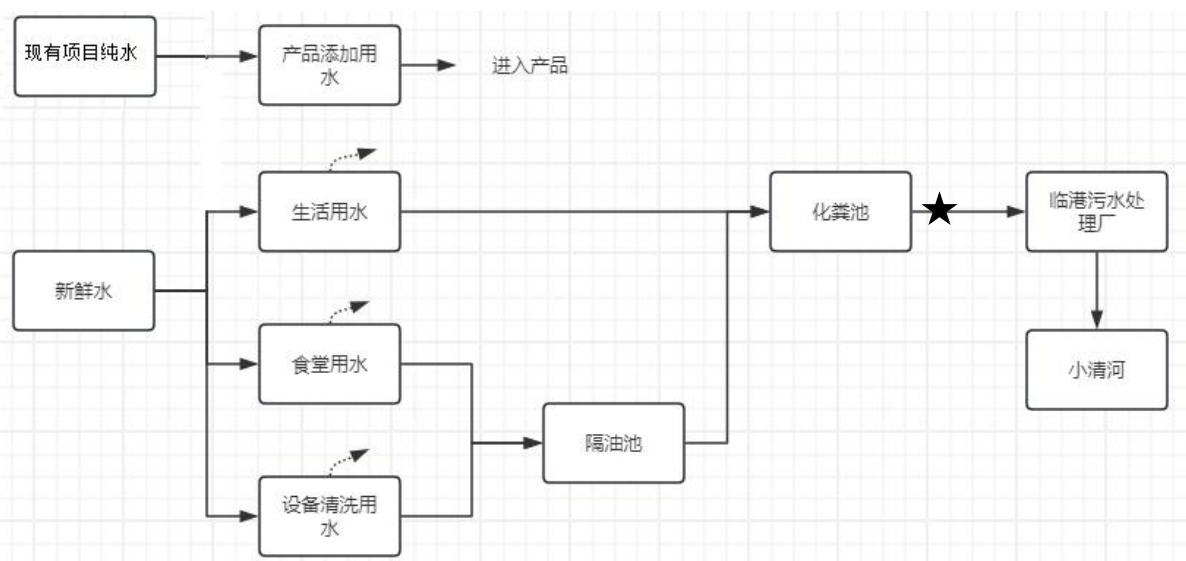 现有项目纯水
产品添加用
水
进入产品
生活用水
化粪池
临港污水处
理厂
新鲜水
食堂用水
小清河
隔油池
设备清洗用
水